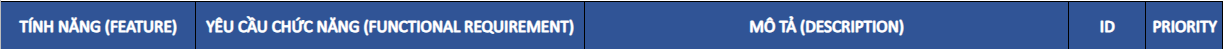 TÍNH NĂNG (FEATURE) YÊU CẦU CHỨC NĂNG (FUNCTIONAL REQUIREMENT) MÔ TẢ (DESCRIPTION) ID PRIORITY